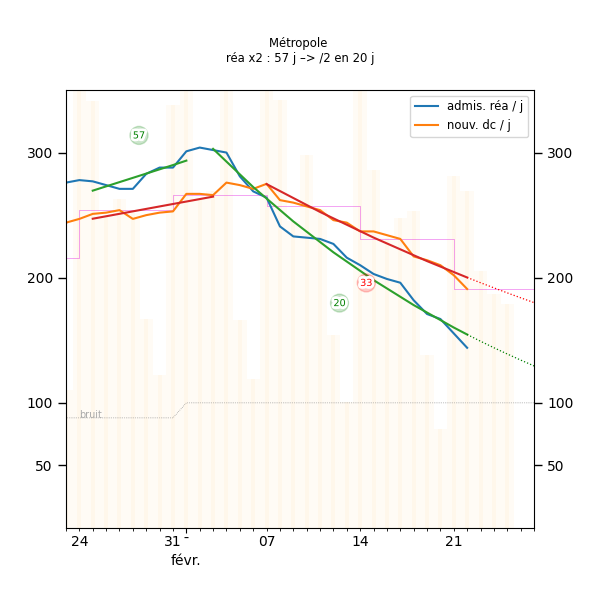 Métropole
réa x2 : 57 j –> /2 en 20 j
admis. réa / j
nouv. dc / j
57
300 300
200 200
33
20
100 100
bruit
50 50
24 31 - 07 14 21
févr.